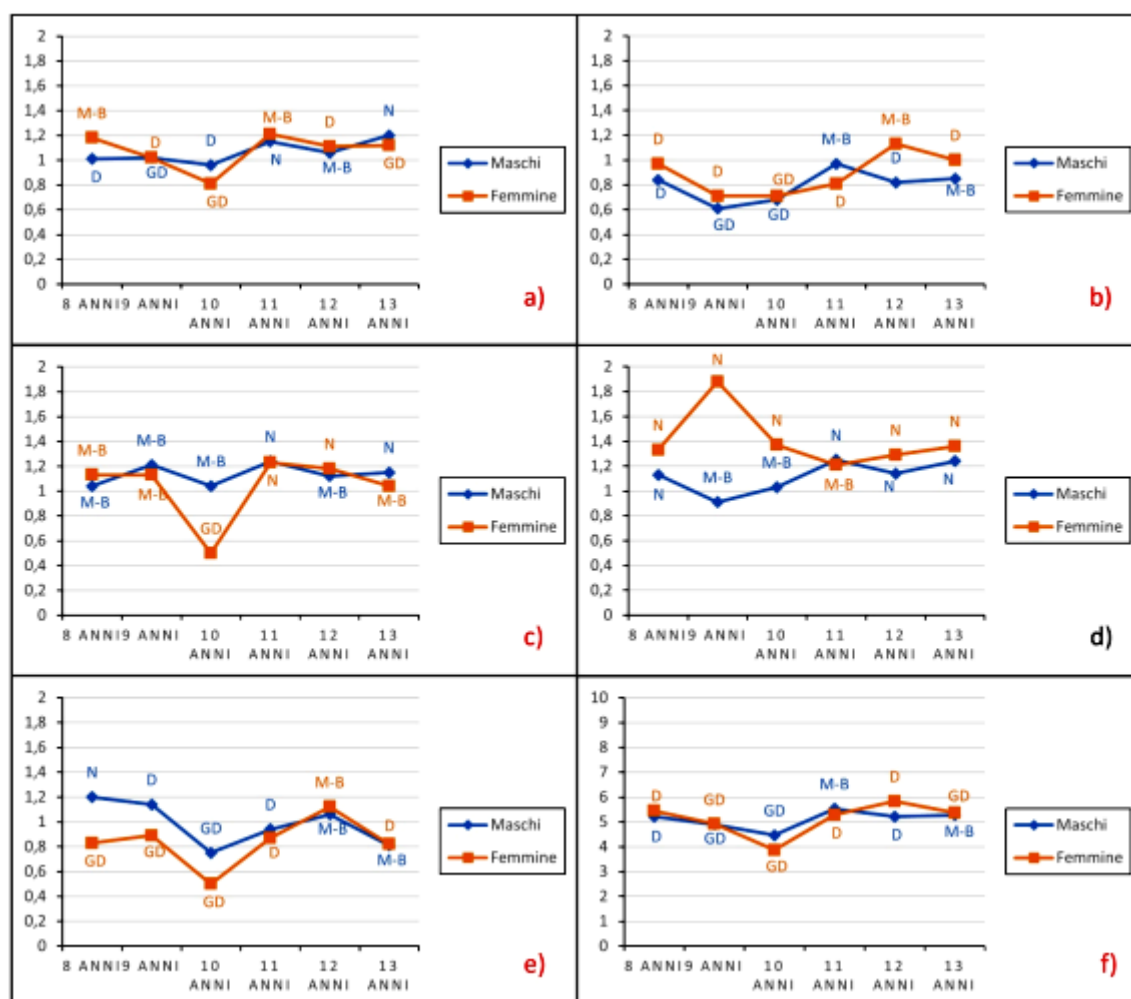 2
1,8
1,6
1,4
1,2
1
0,8
0,6
0,4
0,2
0
M-B
D
D
M-B
D
N
D
GD
GD
N
M-B
GD
8 ANNI 9 ANNI 10 ANNI 11 ANNI 12 ANNI 13 ANNI
Maschi
Femmine
a)
2
1,8
1,6
1,4
1,2
1
0,8
0,6
0,4
0,2
0
D
D
GD
M-B
M-B
D
D
GD
GD
D
D
M-B
8 ANNI 9 ANNI 10 ANNI 11 ANNI 12 ANNI 13 ANNI
Maschi
Femmine
b)
2
1,8
1,6
1,4
1,2
1
0,8
0,6
0,4
0,2
0
M-B
M-B
M-B
N
N
N
M-B
M-B
GD
N
M-B
M-B
8 ANNI 9 ANNI 10 ANNI 11 ANNI 12 ANNI 13 ANNI
Maschi
Femmine
c)
2
1,8
1,6
1,4
1,2
1
0,8
0,6
0,4
0,2
0
N
N
N
N
N
N
N
M-B
M-B
M-B
N
N
8 ANNI 9 ANNI 10 ANNI 11 ANNI 12 ANNI 13 ANNI
Maschi
Femmine
d)
2
1,8
1,6
1,4
1,2
1
0,8
0,6
0,4
0,2
0
N
D
GD
D
M-B
D
GD
GD
GD
D
M-B
M-B
8 ANNI 9 ANNI 10 ANNI 11 ANNI 12 ANNI 13 ANNI
Maschi
Femmine
e)
10
9
8
7
6
5
4
3
2
1
0
D
GD
GD
M-B
D
GD
D
GD
GD
D
D
M-B
8 ANNI 9 ANNI 10 ANNI 11 ANNI 12 ANNI 13 ANNI
Maschi
Femmine
f)